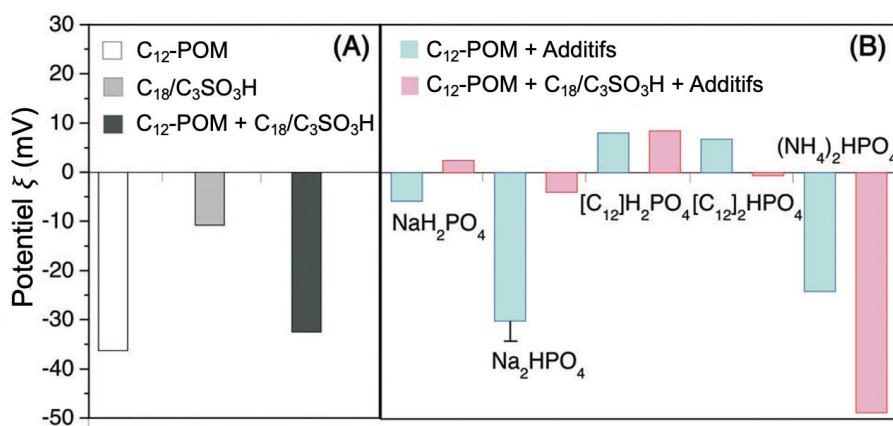 Potentiel ξ (mV)
30
20
10
0
-10
-20
-30
-40
-50
(A)
C₁₂-POM
C₁₈/C₃SO₃H
C₁₂-POM + C₁₈/C₃SO₃H
(B)
C₁₂-POM + Additifs
C₁₂-POM + C₁₈/C₃SO₃H + Additifs
(NH₄)₂HPO₄
NaH₂PO₄
[C₁₂]H₂PO₄
[C₁₂]₂HPO₄
Na₂HPO₄